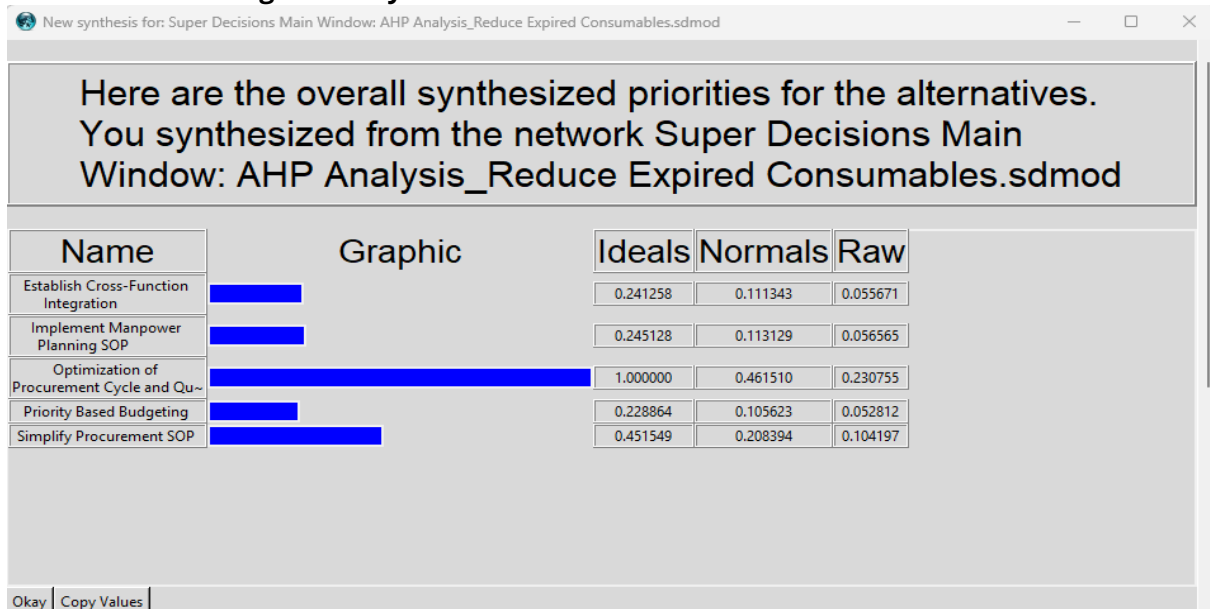 New synthesis for: Super Decisions Main Window: AHP Analysis_Reduce Expired Consumables.sdmod
Here are the overall synthesized priorities for the alternatives.
You synthesized from the network Super Decisions Main
Window: AHP Analysis_Reduce Expired Consumables.sdmod
Name Graphic Ideals Normals Raw
Establish Cross-Function
Integration
0.241258 0.111343 0.055671
Implement Manpower
Planning SOP
0.245128 0.113129 0.056565
Optimization of
Procurement Cycle and Qu~
1.000000 0.461510 0.230755
Priority Based Budgeting 0.228864 0.105623 0.052812
Simplify Procurement SOP 0.451549 0.208394 0.104197
Okay Copy Values